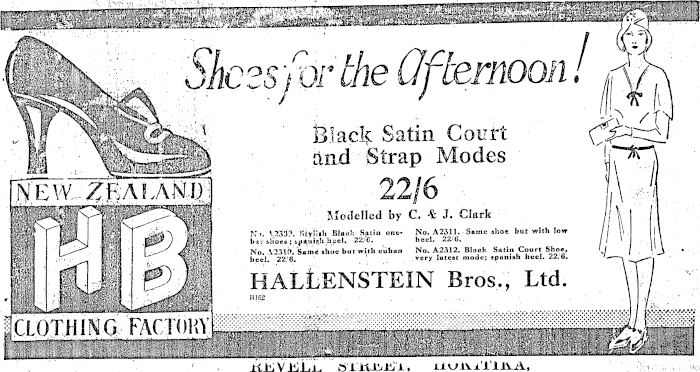 Shoes for the Afternoon!
Black Satin Court
and Strap Modes
22/6
Modelled by C. & J. Clark
No. A2309. Stylish Black Satin one-
bar shoes; spanish heel. 22/6.
No. A2310. Same shoe but with cuban
heel. 22/6.
No. A2311. Same shoe but with low
heel. 22/6.
No. A2312. Black Satin Court Shoe,
very latest mode; spanish heel. 22/6.
HALLENSTEIN Bros., Ltd.
B162
NEW ZEALAND
HB
CLOTHING FACTORY
REVELL STREET, HOKITIKA,